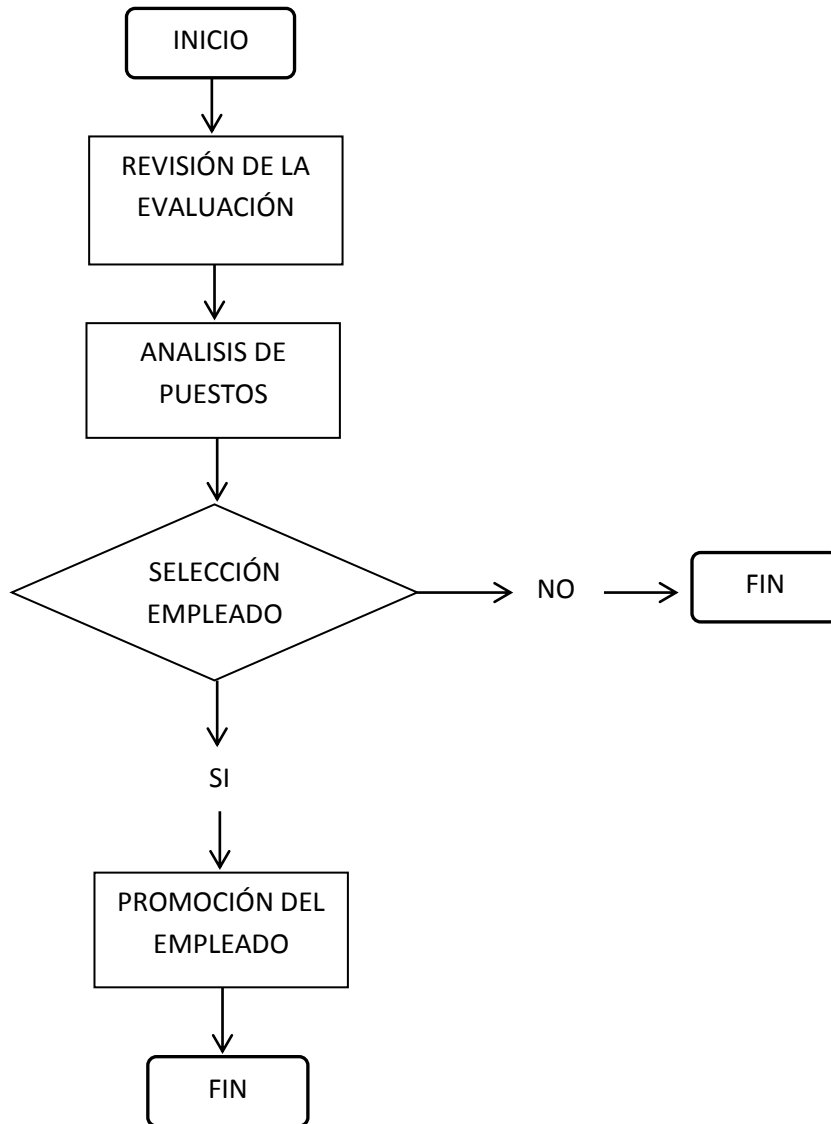 INICIO
REVISIÓN DE LA
EVALUACIÓN
ANALISIS DE
PUESTOS
SELECCIÓN
EMPLEADO
NO
FIN
SI
PROMOCIÓN DEL
EMPLEADO
FIN